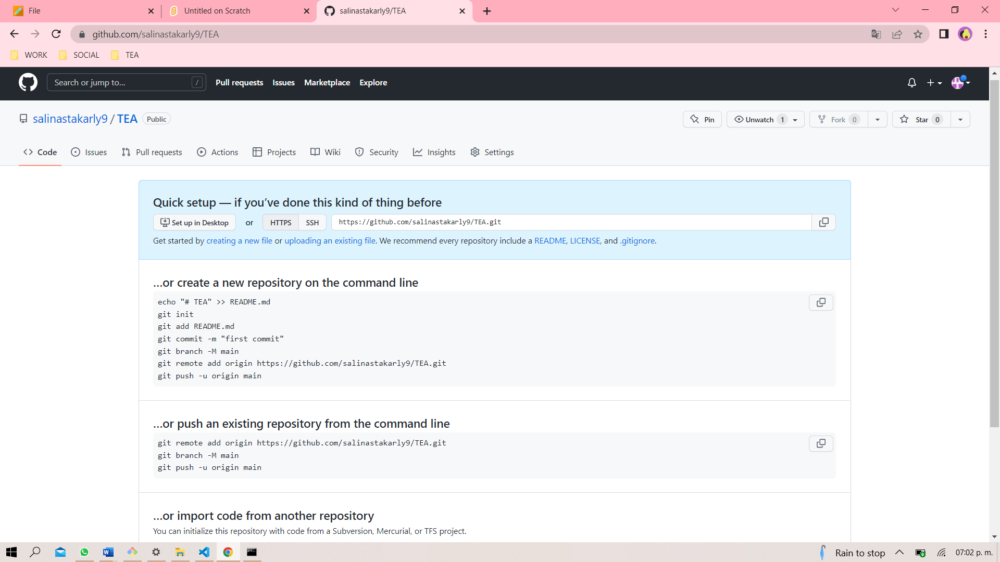 File
Untitled on Scratch
salinastakarly9/TEA
github.com/salinastakarly9/TEA
WORK SOCIAL TEA
Search or jump to... /
Pull requests Issues Marketplace Explore
salinastakarly9 / TEA Public
Pin Unwatch 1 Fork 0 Star 0
Code Issues Pull requests Actions Projects Wiki Security Insights Settings
Quick setup — if you’ve done this kind of thing before
Set up in Desktop or HTTPS SSH https://github.com/salinastakarly9/TEA.git
Get started by creating a new file or uploading an existing file. We recommend every repository include a README, LICENSE, and .gitignore.
…or create a new repository on the command line
echo "# TEA" >> README.md
git init
git add README.md
git commit -m "first commit"
git branch -M main
git remote add origin https://github.com/salinastakarly9/TEA.git
git push -u origin main
…or push an existing repository from the command line
git remote add origin https://github.com/salinastakarly9/TEA.git
git branch -M main
git push -u origin main
…or import code from another repository
You can initialize this repository with code from a Subversion, Mercurial, or TFS project.
Rain to stop 07:02 p. m.